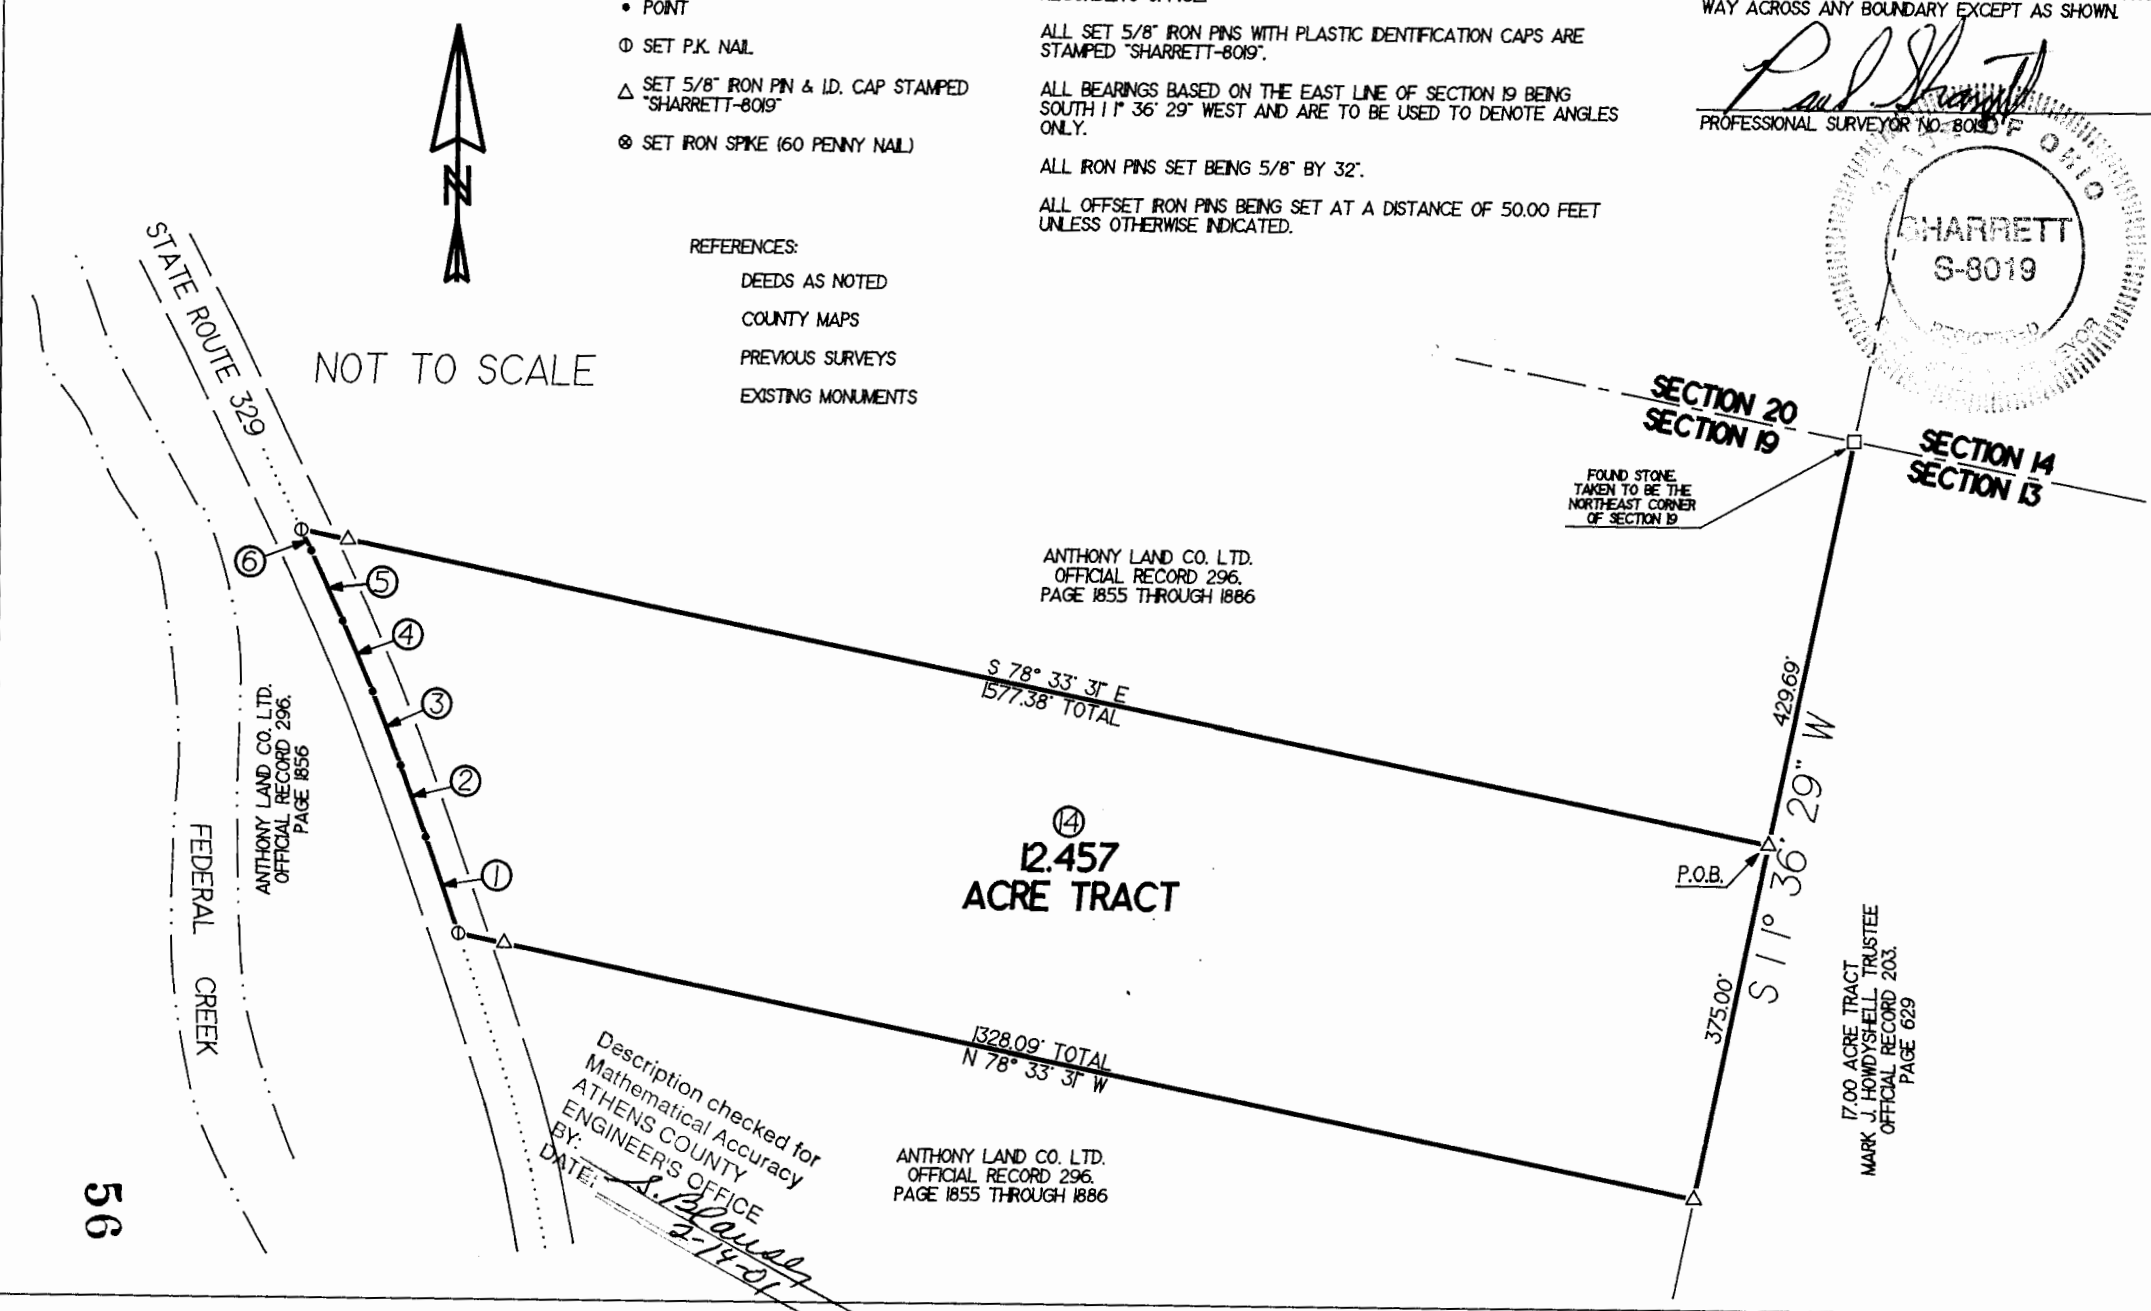 • POINT
SET P.K. NAIL
SET 5/8" IRON PIN & I.D. CAP STAMPED
"SHARRETT-8019"
SET IRON SPIKE (60 PENNY NAIL)
ALL SET 5/8" IRON PINS WITH PLASTIC IDENTIFICATION CAPS ARE
STAMPED "SHARRETT-8019".
ALL BEARINGS BASED ON THE EAST LINE OF SECTION 19 BEING
SOUTH 11° 36' 29" WEST AND ARE TO BE USED TO DENOTE ANGLES
ONLY.
ALL IRON PINS SET BEING 5/8" BY 32".
ALL OFFSET IRON PINS BEING SET AT A DISTANCE OF 50.00 FEET
UNLESS OTHERWISE INDICATED.
WAY ACROSS ANY BOUNDARY EXCEPT AS SHOWN.
PROFESSIONAL SURVEYOR NO. 8019
STATE OF OHIO
SHARRETT
S-8019
REGISTERED
N
REFERENCES:
DEEDS AS NOTED
COUNTY MAPS
PREVIOUS SURVEYS
EXISTING MONUMENTS
NOT TO SCALE
STATE ROUTE 329
SECTION 20
SECTION 19
SECTION 14
SECTION 13
FOUND STONE
TAKEN TO BE THE
NORTHEAST CORNER
OF SECTION 19
ANTHONY LAND CO. LTD.
OFFICIAL RECORD 296,
PAGE 1855 THROUGH 1886
6
5
4
3
2
1
S 78° 33' 31" E
1577.38' TOTAL
429.69'
S 11° 36' 29" W
375.00'
P.O.B.
14
12.457
ACRE TRACT
ANTHONY LAND CO. LTD.
OFFICIAL RECORD 296,
PAGE 1856
FEDERAL CREEK
1328.09' TOTAL
N 78° 33' 31" W
17.00 ACRE TRACT
MARK J. HOWDYSHELL TRUSTEE
OFFICIAL RECORD 203,
PAGE 629
Description checked for
Mathematical Accuracy
ATHENS COUNTY
ENGINEER'S OFFICE
BY:
DATE:
2-14-01
ANTHONY LAND CO. LTD.
OFFICIAL RECORD 296,
PAGE 1855 THROUGH 1886
56